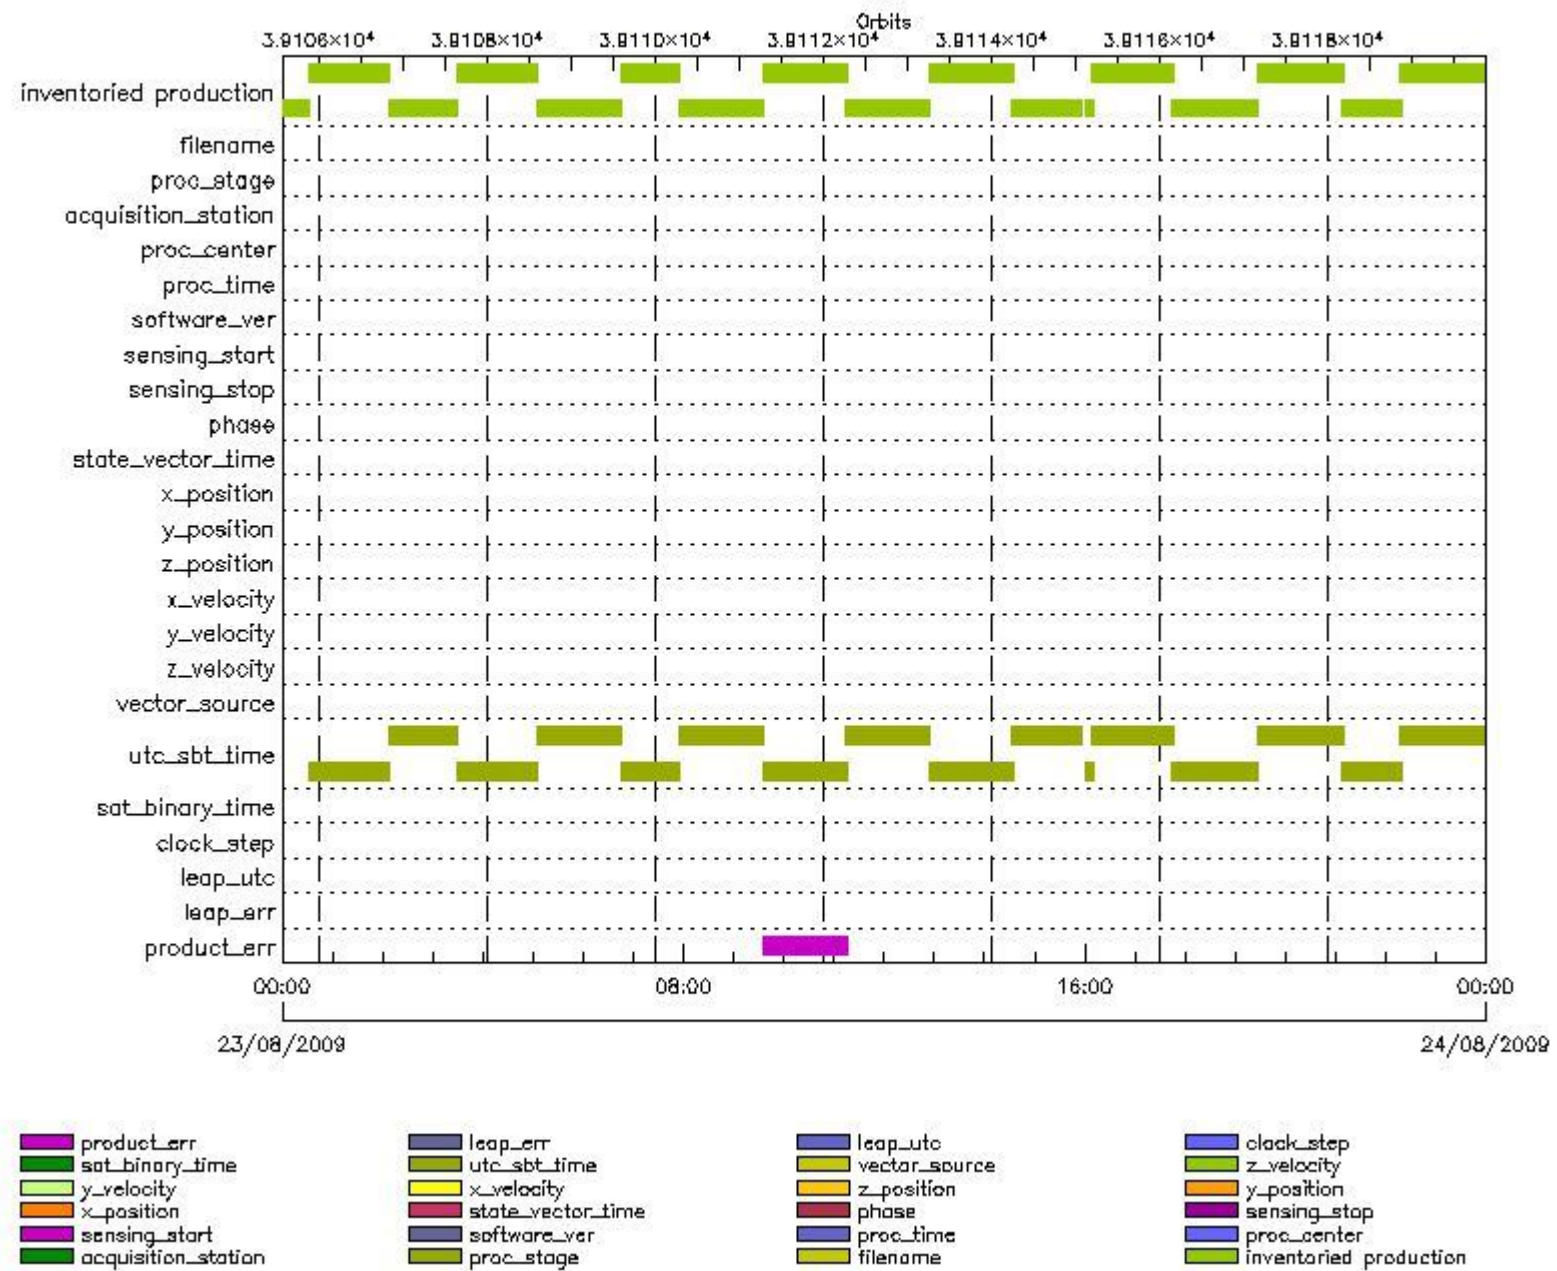 Orbits
3.9106×10⁴ 3.9108×10⁴ 3.9110×10⁴ 3.9112×10⁴ 3.9114×10⁴ 3.9116×10⁴ 3.9118×10⁴
inventoried production
filename
proc_stage
acquisition_station
proc_center
proc_time
software_ver
sensing_start
sensing_stop
phase
state_vector_time
x_position
y_position
z_position
x_velocity
y_velocity
z_velocity
vector_source
utc_sbt_time
sat_binary_time
clock_step
leap_utc
leap_err
product_err
00:00 08:00 16:00 00:00
23/08/2009 24/08/2009
product_err leap_err leap_utc clock_step
sat_binary_time utc_sbt_time vector_source z_velocity
y_velocity x_velocity z_position y_position
x_position state_vector_time phase sensing_stop
sensing_start software_ver proc_time proc_center
acquisition_station proc_stage filename inventoried production